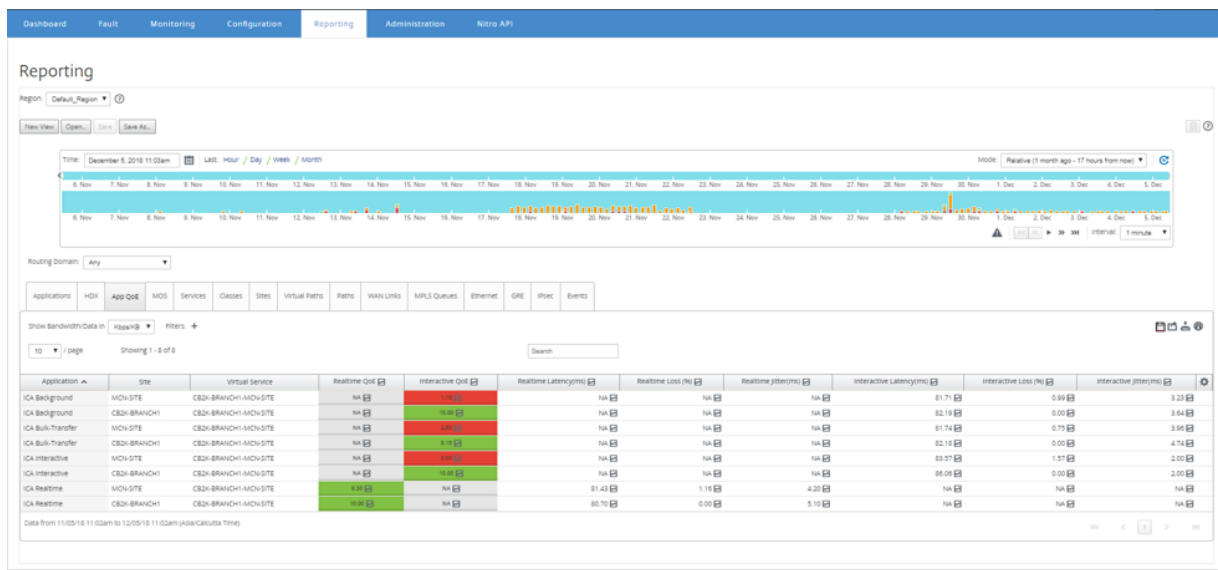 Dashboard Fault Monitoring Configuration Reporting Administration Nitro API
Reporting
Region: Default_Region
New View Open... Save Save As...
Time: December 5, 2018 11:03am Last: Hour / Day / Week / Month Mode: Relative (1 month ago - 17 hours from now)
6. Nov 7. Nov 8. Nov 9. Nov 10. Nov 11. Nov 12. Nov 13. Nov 14. Nov 15. Nov 16. Nov 17. Nov 18. Nov 19. Nov 20. Nov 21. Nov 22. Nov 23. Nov 24. Nov 25. Nov 26. Nov 27. Nov 28. Nov 29. Nov 30. Nov 1. Dec 2. Dec 3. Dec 4. Dec 5. Dec
6. Nov 7. Nov 8. Nov 9. Nov 10. Nov 11. Nov 12. Nov 13. Nov 14. Nov 15. Nov 16. Nov 17. Nov 18. Nov 19. Nov 20. Nov 21. Nov 22. Nov 23. Nov 24. Nov 25. Nov 26. Nov 27. Nov 28. Nov 29. Nov 30. Nov 1. Dec 2. Dec 3. Dec 4. Dec 5. Dec
Interval: 1 minute
Routing Domain: Any
Applications HDX App QoE MOS Services Classes Sites Virtual Paths Paths WAN Links MPLS Queues Ethernet GRE IPsec Events
Show Bandwidth/Data in Kbps/KB Filters: +
10 / page Showing 1 - 8 of 8 Search
Application Site Virtual Service Realtime QoE Interactive QoE Realtime Latency(ms) Realtime Loss (%) Realtime Jitter(ms) Interactive Latency(ms) Interactive Loss (%) Interactive Jitter(ms)
ICA Background MCN-SITE CB2K-BRANCH1-MCN-SITE NA NA NA NA 81.71 0.99 3.23
ICA Background CB2K-BRANCH1 CB2K-BRANCH1-MCN-SITE NA 10.00 NA NA NA 82.19 0.00 3.64
ICA Bulk-Transfer MCN-SITE CB2K-BRANCH1-MCN-SITE NA NA NA NA 81.74 0.75 3.96
ICA Bulk-Transfer CB2K-BRANCH1 CB2K-BRANCH1-MCN-SITE NA NA NA NA 82.18 0.00 4.74
ICA Interactive MCN-SITE CB2K-BRANCH1-MCN-SITE NA NA NA NA 83.57 1.57 2.00
ICA Interactive CB2K-BRANCH1 CB2K-BRANCH1-MCN-SITE NA 10.00 NA NA NA 86.06 0.00 2.00
ICA Realtime MCN-SITE CB2K-BRANCH1-MCN-SITE NA 81.43 1.16 4.20 NA NA NA
ICA Realtime CB2K-BRANCH1 CB2K-BRANCH1-MCN-SITE 10.00 NA 80.70 0.00 5.10 NA NA NA
Data from 11/05/18 11:02am to 12/05/18 11:02am (Asia/Calcutta Time)
1